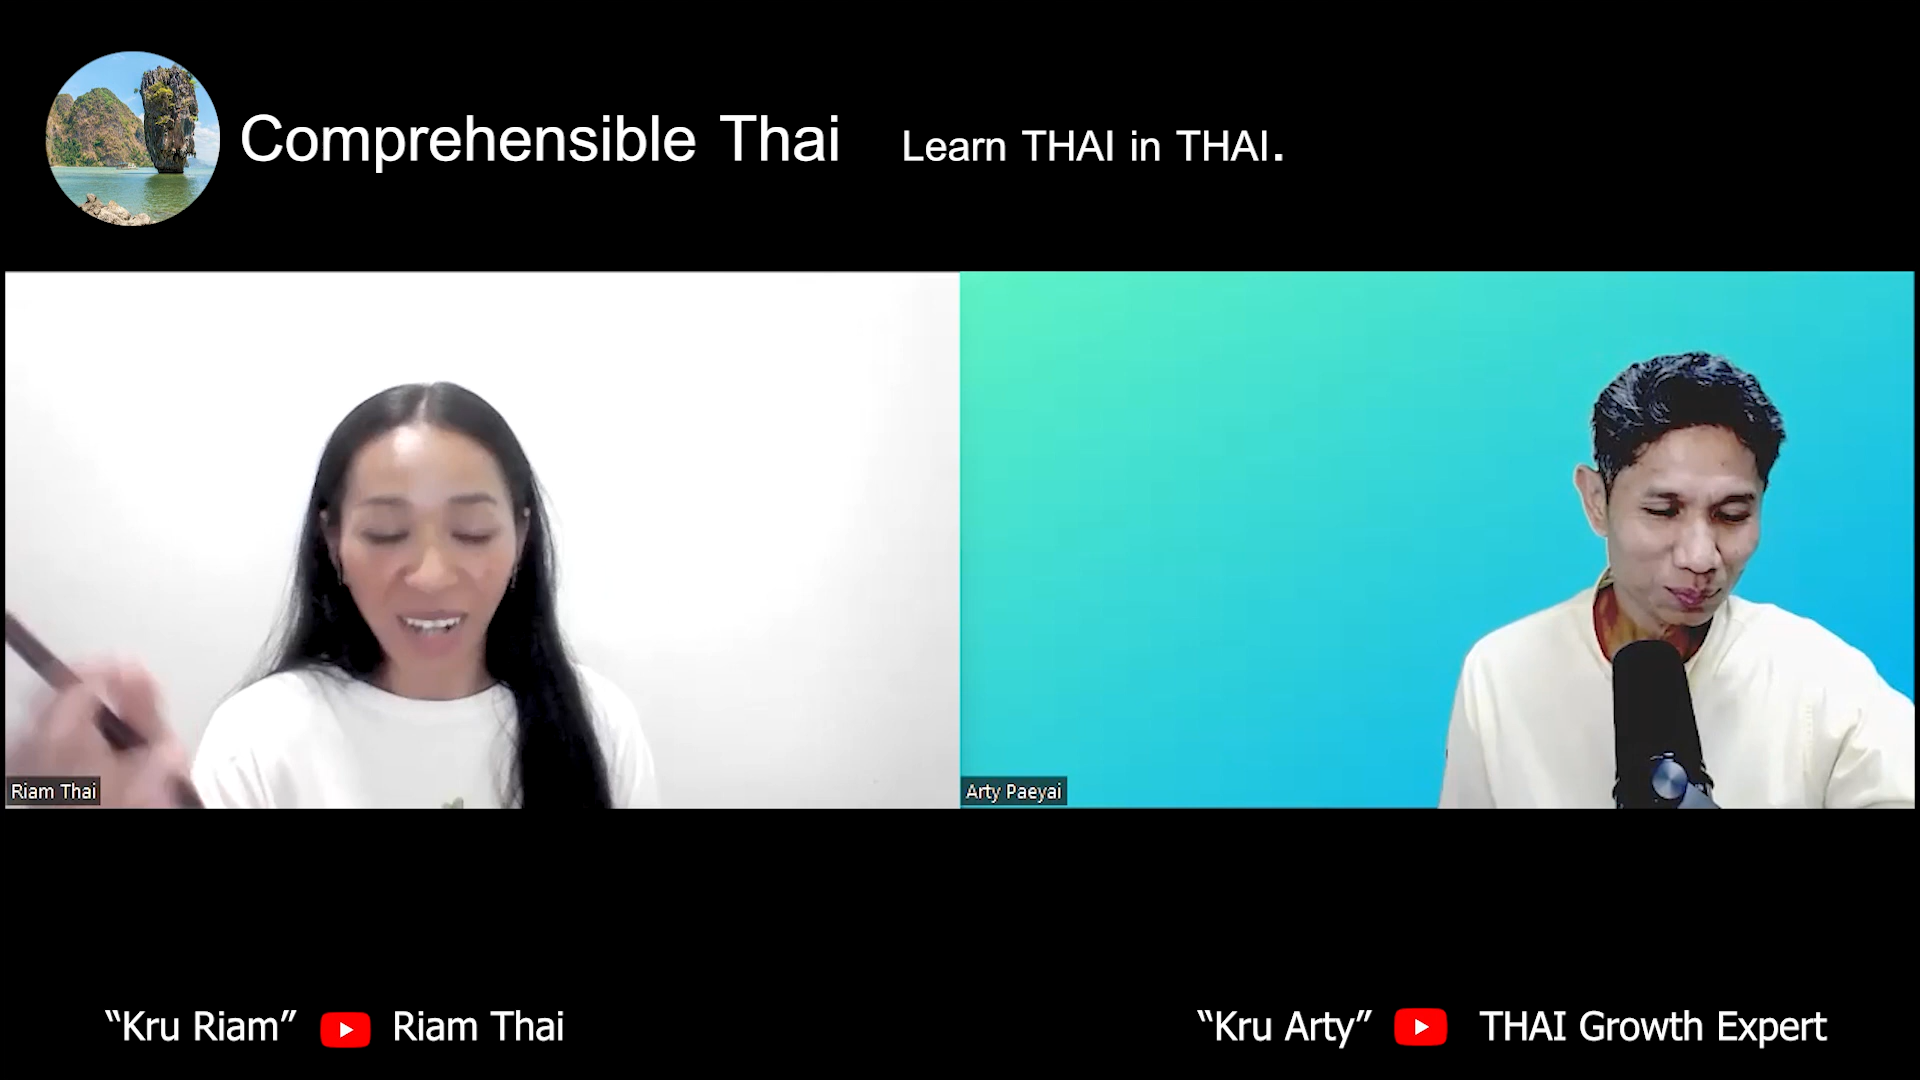 Comprehensible Thai
Learn THAI in THAI.
Riam Thai
Arty Paeyai
“Kru Riam” Riam Thai
“Kru Arty” THAI Growth Expert